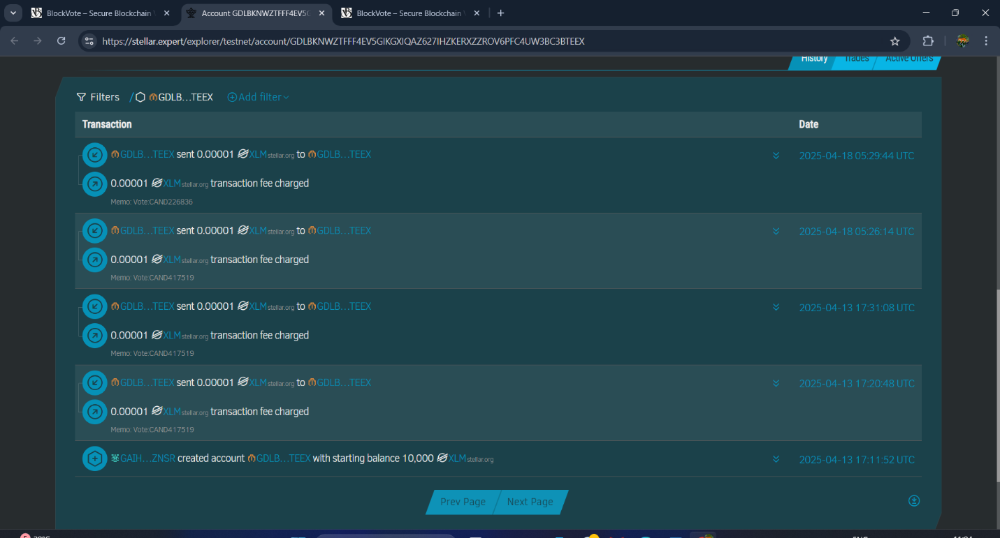 BlockVote – Secure Blockchain
Account GDLBKNWZTFFF4EV5G
BlockVote – Secure Blockchain
https://stellar.expert/explorer/testnet/account/GDLBKNWZTFFF4EV5GIKGXIQAZ627IHZKERXZZROV6PFC4UW3BC3BTEEX
History Trades Active Offers
Filters / GDLB…TEEX Add filter
Transaction Date
GDLB…TEEX sent 0.00001 XLM stellar.org to GDLB…TEEX 2025-04-18 05:29:44 UTC
0.00001 XLM stellar.org transaction fee charged
Memo: Vote:CAND226836
GDLB…TEEX sent 0.00001 XLM stellar.org to GDLB…TEEX 2025-04-18 05:26:14 UTC
0.00001 XLM stellar.org transaction fee charged
Memo: Vote:CAND417519
GDLB…TEEX sent 0.00001 XLM stellar.org to GDLB…TEEX 2025-04-13 17:31:08 UTC
0.00001 XLM stellar.org transaction fee charged
Memo: Vote:CAND417519
GDLB…TEEX sent 0.00001 XLM stellar.org to GDLB…TEEX 2025-04-13 17:20:48 UTC
0.00001 XLM stellar.org transaction fee charged
Memo: Vote:CAND417519
GAIH…ZNSR created account GDLB…TEEX with starting balance 10,000 XLM stellar.org 2025-04-13 17:11:52 UTC
Prev Page Next Page